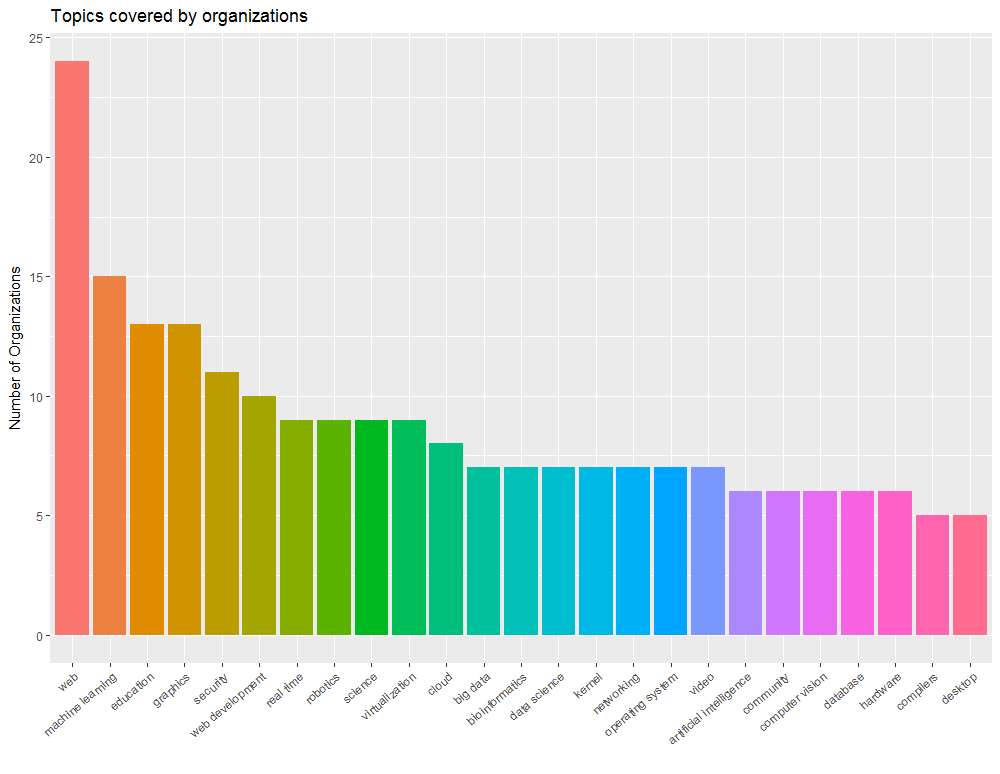 Topics covered by organizations
Number of Organizations
25
20
15
10
5
0
web
machine learning
education
graphics
security
web development
real time
robotics
science
virtualization
cloud
big data
bioinformatics
data science
kernel
networking
operating system
video
artificial intelligence
community
computer vision
database
hardware
compilers
desktop